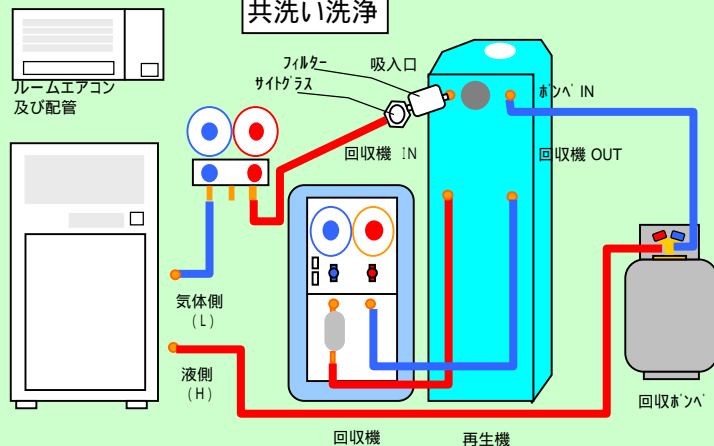 共洗い洗浄
ルームエアコン
及び配管
フィルター
サイトグラス
吸入口
ボンベ IN
回収機 IN
回収機 OUT
気体側
(L)
液側
(H)
回収機
再生機
回収ボンベ